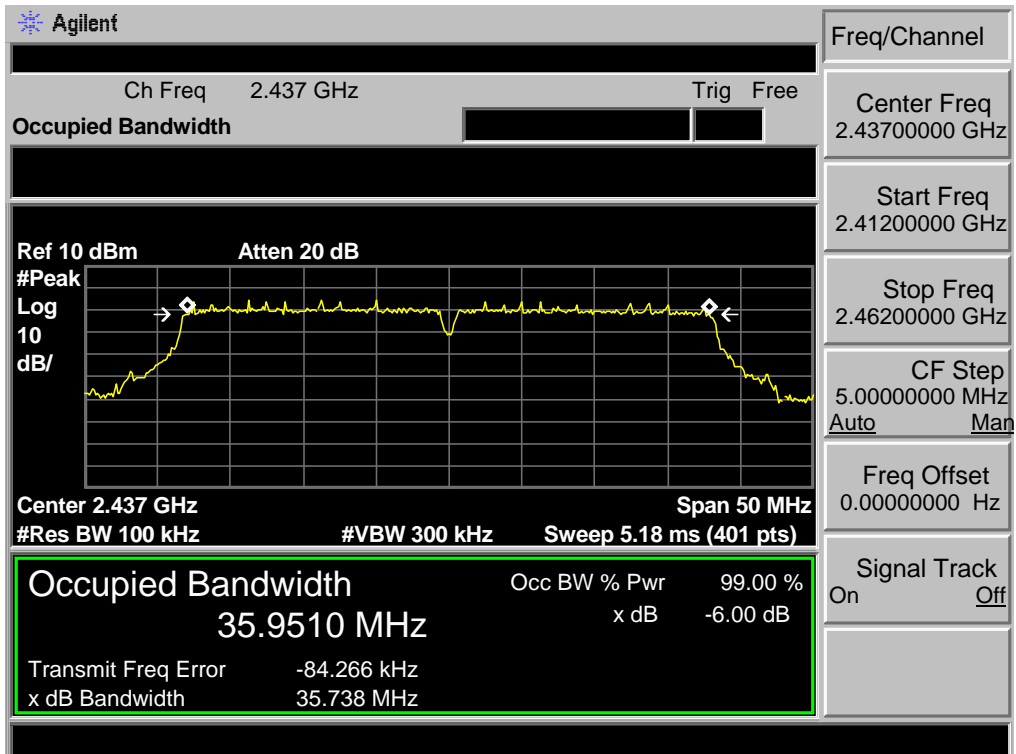 Agilent
Freq/Channel
Ch Freq 2.437 GHz Trig Free
Occupied Bandwidth
Center Freq
2.43700000 GHz
Start Freq
2.41200000 GHz
Ref 10 dBm Atten 20 dB
#Peak
Log
10
dB/
Stop Freq
2.46200000 GHz
CF Step
5.00000000 MHz
Auto Man
Center 2.437 GHz Span 50 MHz
#Res BW 100 kHz #VBW 300 kHz Sweep 5.18 ms (401 pts)
Freq Offset
0.00000000 Hz
Occupied Bandwidth Occ BW % Pwr 99.00 %
35.9510 MHz x dB -6.00 dB
Transmit Freq Error -84.266 kHz
x dB Bandwidth 35.738 MHz
Signal Track
On Off